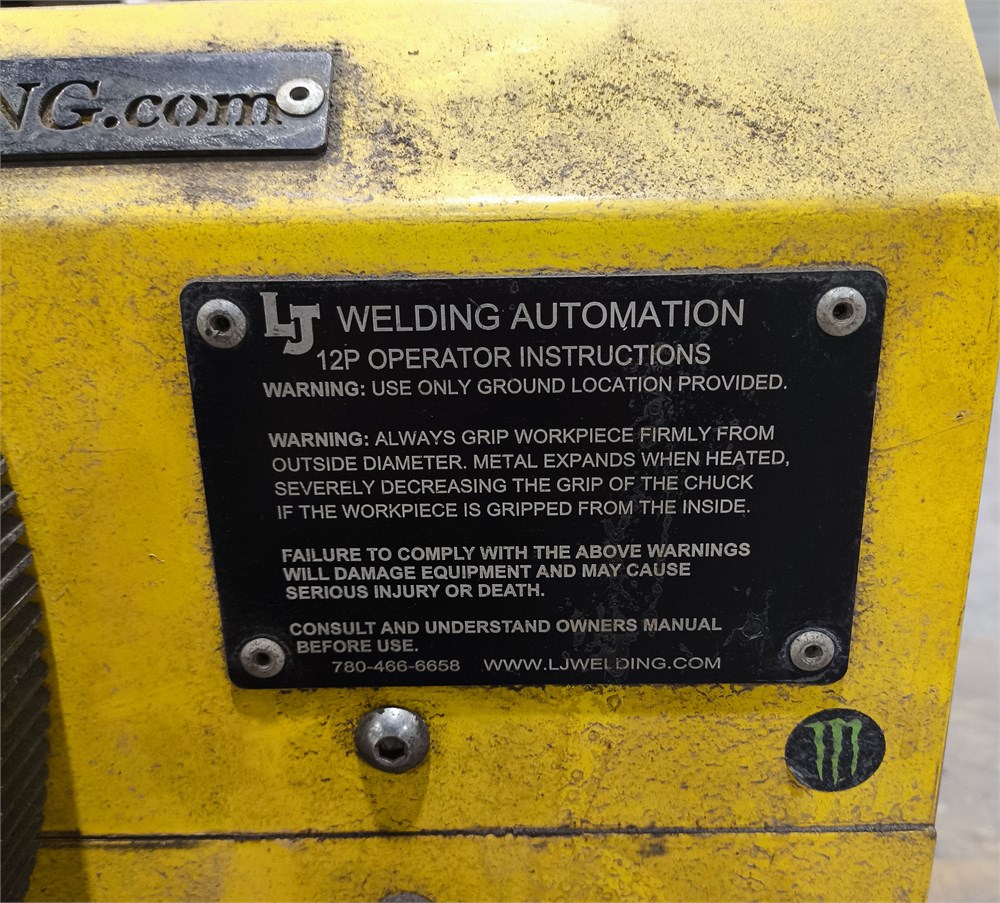 NG.com
LJ WELDING AUTOMATION
12P OPERATOR INSTRUCTIONS
WARNING: USE ONLY GROUND LOCATION PROVIDED.
WARNING: ALWAYS GRIP WORKPIECE FIRMLY FROM
OUTSIDE DIAMETER. METAL EXPANDS WHEN HEATED,
SEVERELY DECREASING THE GRIP OF THE CHUCK
IF THE WORKPIECE IS GRIPPED FROM THE INSIDE.
FAILURE TO COMPLY WITH THE ABOVE WARNINGS
WILL DAMAGE EQUIPMENT AND MAY CAUSE
SERIOUS INJURY OR DEATH.
CONSULT AND UNDERSTAND OWNERS MANUAL
BEFORE USE.
780-466-6658 WWW.LJWELDING.COM